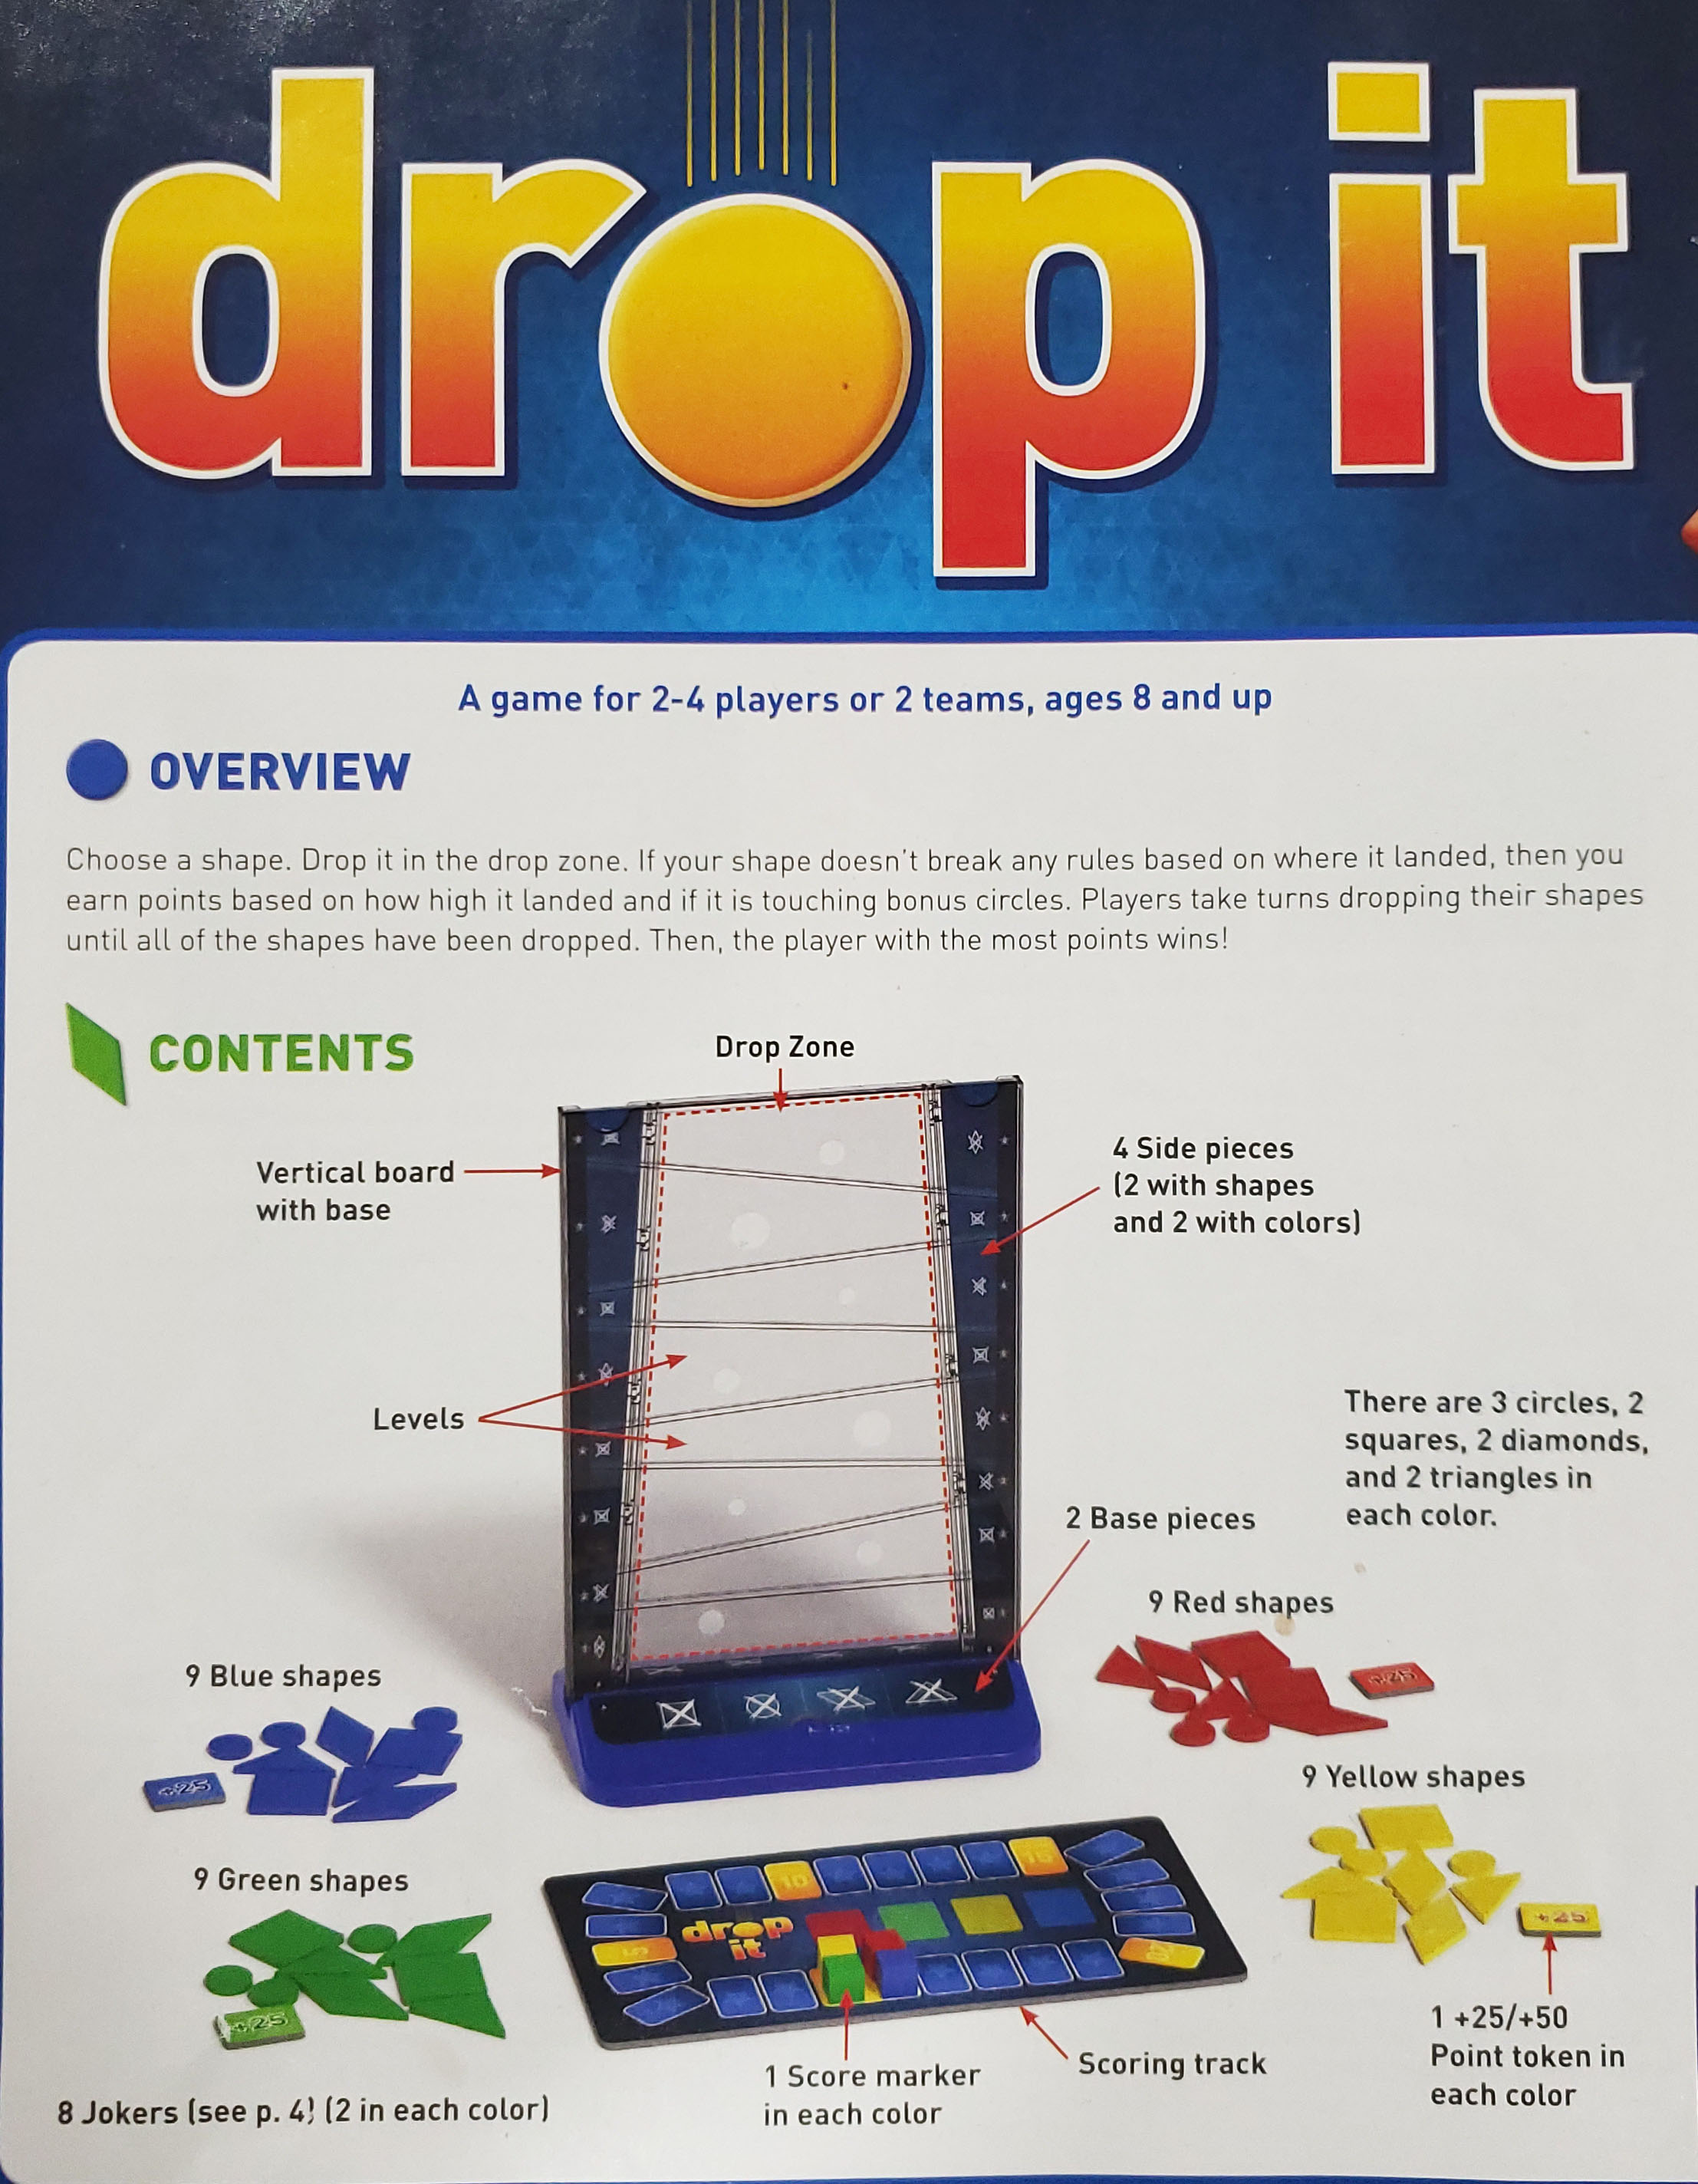 drop it
A game for 2-4 players or 2 teams, ages 8 and up
OVERVIEW
Choose a shape. Drop it in the drop zone. If your shape doesn't break any rules based on where it landed, then you
earn points based on how high it landed and if it is touching bonus circles. Players take turns dropping their shapes
until all of the shapes have been dropped. Then, the player with the most points wins!
CONTENTS
Drop Zone
Vertical board
with base
4 Side pieces
(2 with shapes
and 2 with colors)
Levels
There are 3 circles, 2
squares, 2 diamonds,
and 2 triangles in
each color.
2 Base pieces
9 Red shapes
+25
9 Blue shapes
+25
9 Yellow shapes
+25
9 Green shapes
+25
10
15
5
drop
it
1 +25/+50
Point token in
each color
Scoring track
1 Score marker
in each color
8 Jokers (see p. 4) (2 in each color)